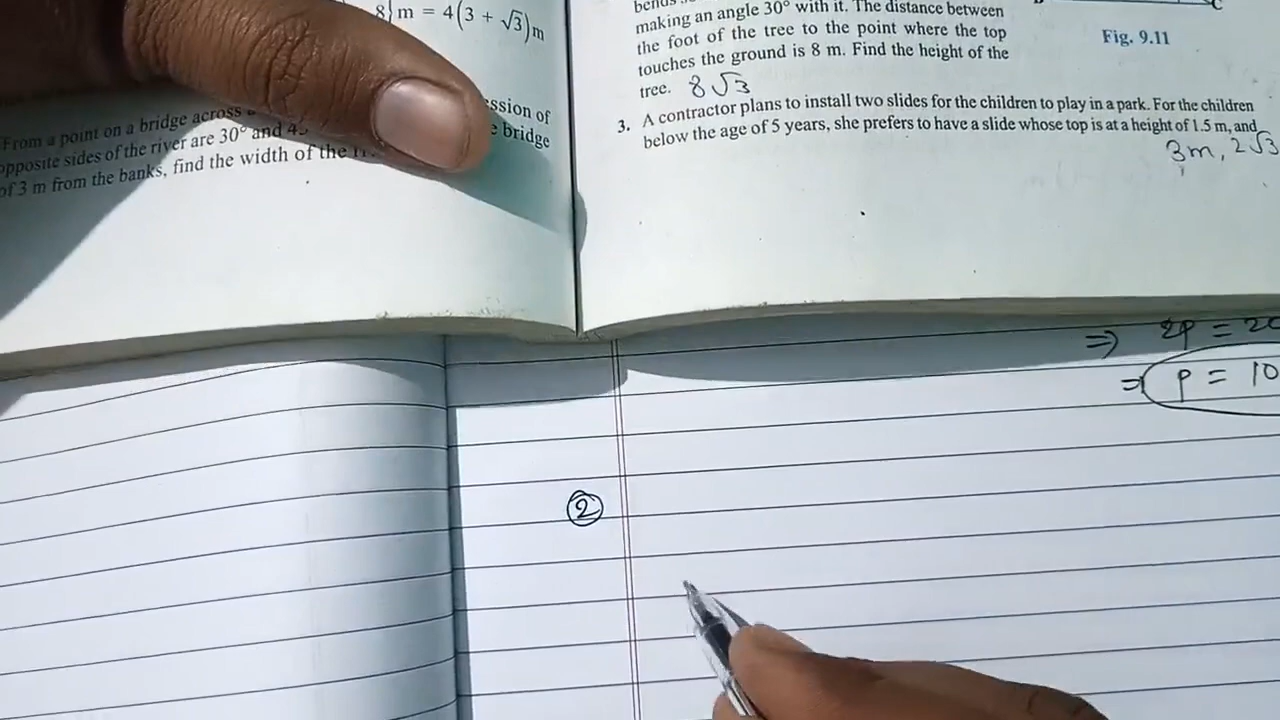 8}m = 4(3 + √3)m
From a point on a bridge across
ssion of
opposite sides of the river are 30° and 45
e bridge
of 3 m from the banks, find the width of the
making an angle 30° with it. The distance between
the foot of the tree to the point where the top
touches the ground is 8 m. Find the height of the
tree. 8√3
Fig. 9.11
C
3. A contractor plans to install two slides for the children to play in a park. For the children
below the age of 5 years, she prefers to have a slide whose top is at a height of 1.5 m, and
3m, 2√3
⇒ 2p = 20
⇒ p = 10
2